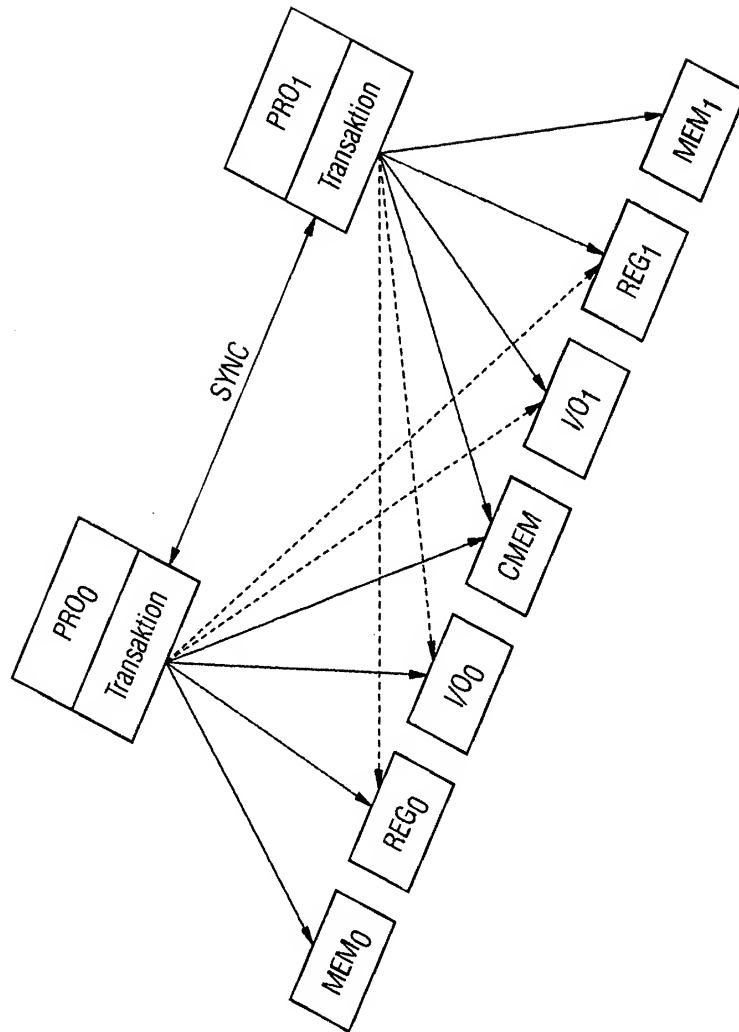 PRO₀
Transaktion
SYNC
PRO₁
Transaktion
MEM₀
REG₀
I/O₀
CMEM
I/O₁
REG₁
MEM₁